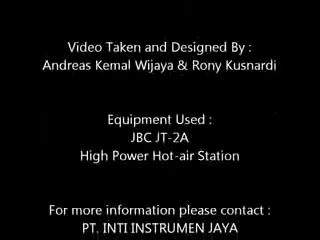 Video Taken and Designed By :
Andreas Kemal Wijaya & Rony Kusnardi
Equipment Used :
JBC JT-2A
High Power Hot-air Station
For more information please contact :
PT. INTI INSTRUMEN JAYA